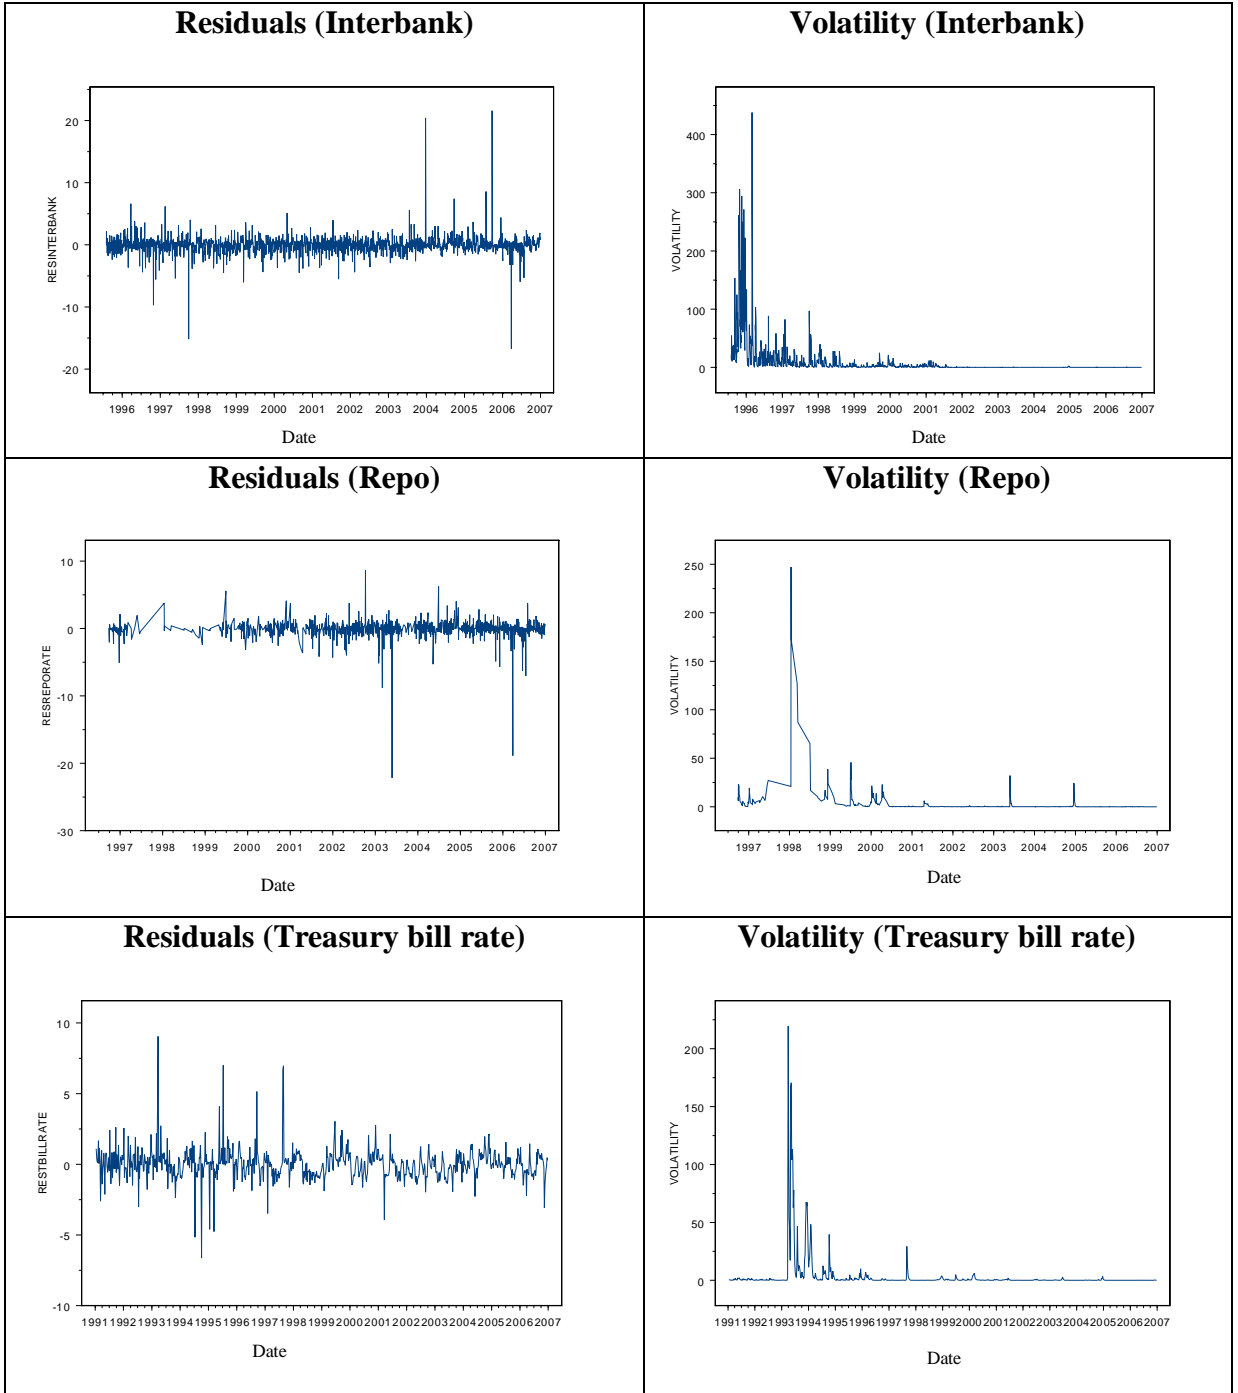 Residuals (Interbank)
RESINTERBANK
20
10
0
-10
-20
1996 1997 1998 1999 2000 2001 2002 2003 2004 2005 2006 2007
Date
Volatility (Interbank)
VOLATILITY
400
300
200
100
0
1996 1997 1998 1999 2000 2001 2002 2003 2004 2005 2006 2007
Date
Residuals (Repo)
RESREPORATE
10
0
-10
-20
-30
1997 1998 1999 2000 2001 2002 2003 2004 2005 2006 2007
Date
Volatility (Repo)
VOLATILITY
250
200
150
100
50
0
1997 1998 1999 2000 2001 2002 2003 2004 2005 2006 2007
Date
Residuals (Treasury bill rate)
RESTBILLRATE
10
5
0
-5
-10
1991 1992 1993 1994 1995 1996 1997 1998 1999 2000 2001 2002 2003 2004 2005 2006 2007
Date
Volatility (Treasury bill rate)
VOLATILITY
200
150
100
50
0
1991 1992 1993 1994 1995 1996 1997 1998 1999 2000 2001 2002 2003 2004 2005 2006 2007
Date